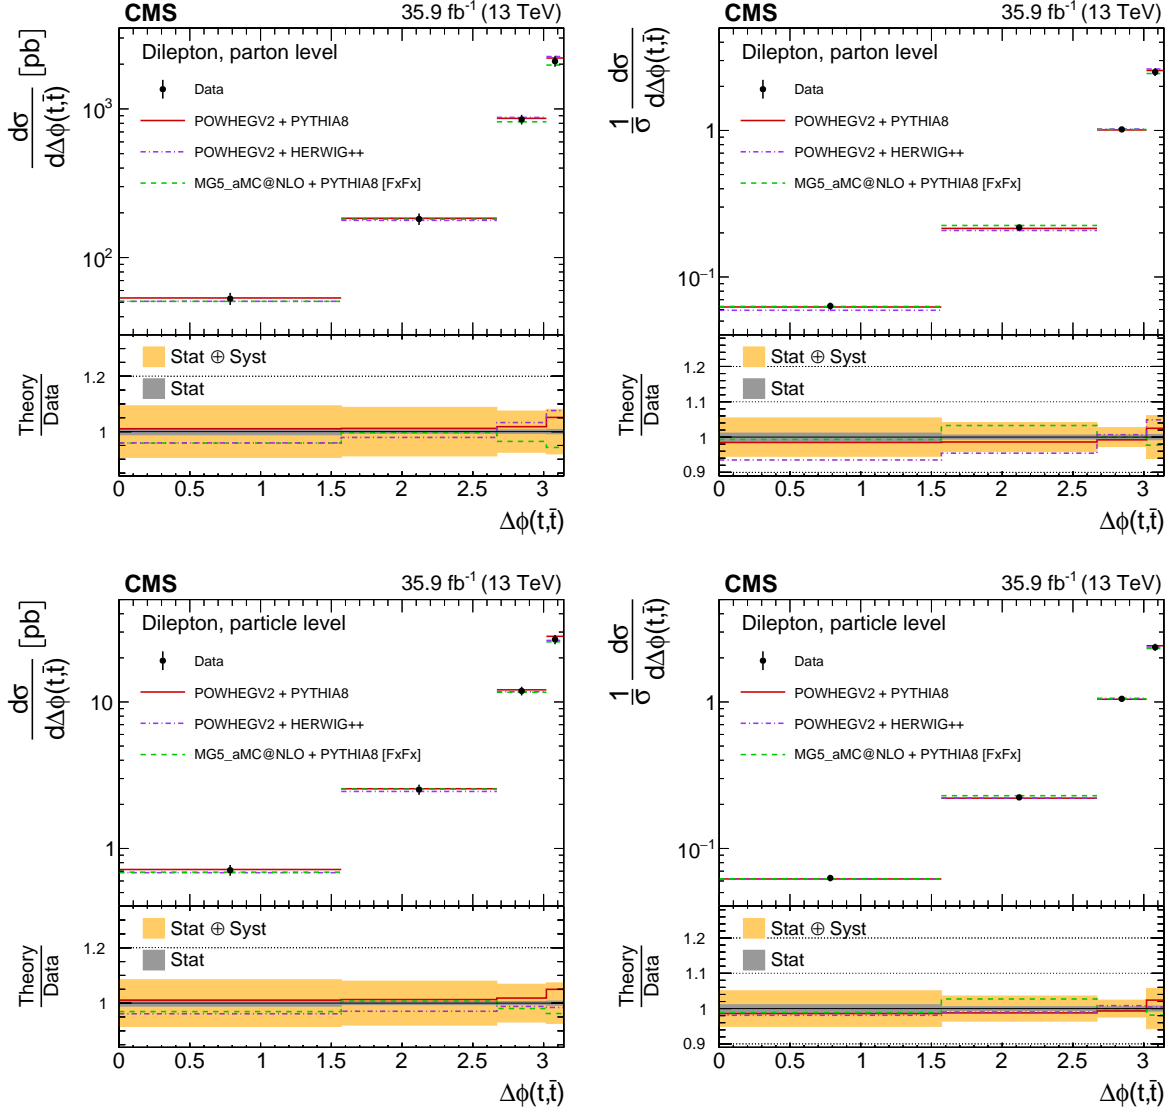 CMS 35.9 fb⁻¹ (13 TeV)
dσ/dΔϕ(t,t̄) [pb]
Dilepton, parton level
Data
POWHEGV2 + PYTHIA8
POWHEGV2 + HERWIG++
MG5_aMC@NLO + PYTHIA8 [FxFx]
10³
10²
Stat ⊕ Syst
Stat
Theory/Data
1.2
1
0 0.5 1 1.5 2 2.5 3
Δϕ(t,t̄)
CMS 35.9 fb⁻¹ (13 TeV)
1/σ dσ/dΔϕ(t,t̄)
Dilepton, parton level
Data
POWHEGV2 + PYTHIA8
POWHEGV2 + HERWIG++
MG5_aMC@NLO + PYTHIA8 [FxFx]
1
10⁻¹
Stat ⊕ Syst
Stat
Theory/Data
1.2
1.1
1
0.9
0 0.5 1 1.5 2 2.5 3
Δϕ(t,t̄)
CMS 35.9 fb⁻¹ (13 TeV)
dσ/dΔϕ(t,t̄) [pb]
Dilepton, particle level
Data
POWHEGV2 + PYTHIA8
POWHEGV2 + HERWIG++
MG5_aMC@NLO + PYTHIA8 [FxFx]
10
1
Stat ⊕ Syst
Stat
Theory/Data
1.2
1
0 0.5 1 1.5 2 2.5 3
Δϕ(t,t̄)
CMS 35.9 fb⁻¹ (13 TeV)
1/σ dσ/dΔϕ(t,t̄)
Dilepton, particle level
Data
POWHEGV2 + PYTHIA8
POWHEGV2 + HERWIG++
MG5_aMC@NLO + PYTHIA8 [FxFx]
1
10⁻¹
Stat ⊕ Syst
Stat
Theory/Data
1.2
1.1
1
0.9
0 0.5 1 1.5 2 2.5 3
Δϕ(t,t̄)